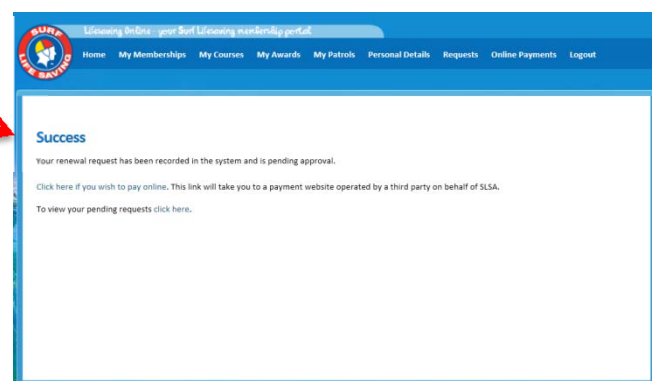 SURF
LIFE SAVING
Lifesaving Online - your Surf Lifesaving membership portal
Home My Memberships My Courses My Awards My Patrols Personal Details Requests Online Payments Logout
Success
Your renewal request has been recorded in the system and is pending approval.
Click here if you wish to pay online. This link will take you to a payment website operated by a third party on behalf of SLSA.
To view your pending requests click here.